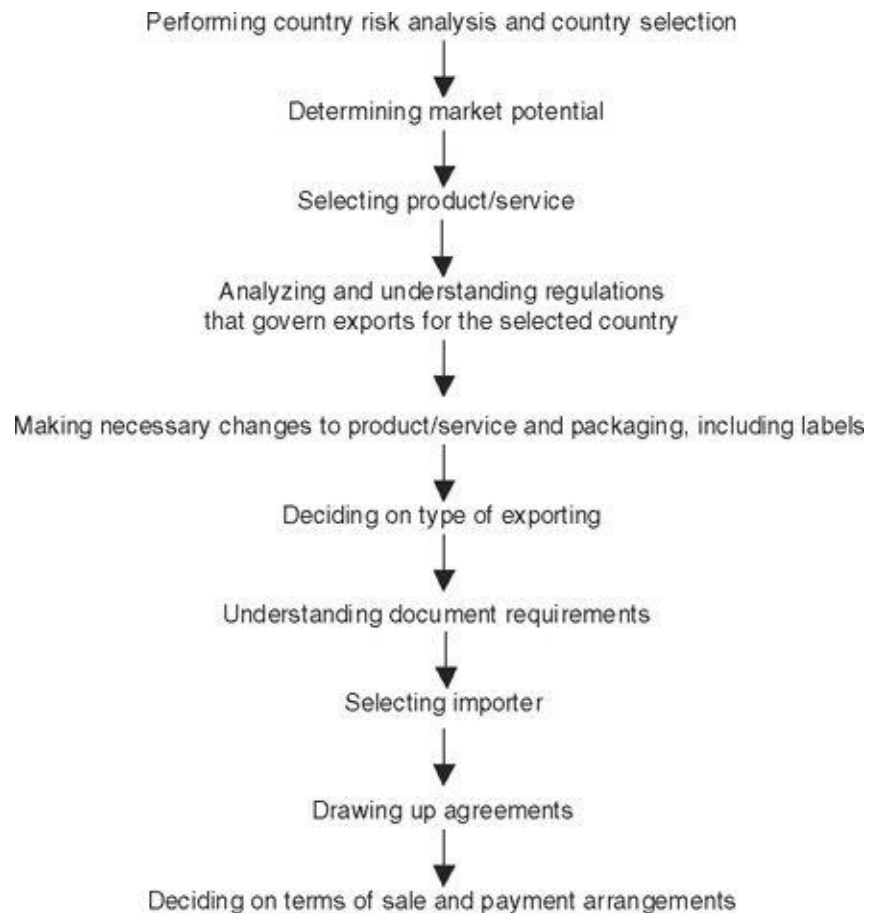 Performing country risk analysis and country selection
Determining market potential
Selecting product/service
Analyzing and understanding regulations
that govern exports for the selected country
Making necessary changes to product/service and packaging, including labels
Deciding on type of exporting
Understanding document requirements
Selecting importer
Drawing up agreements
Deciding on terms of sale and payment arrangements